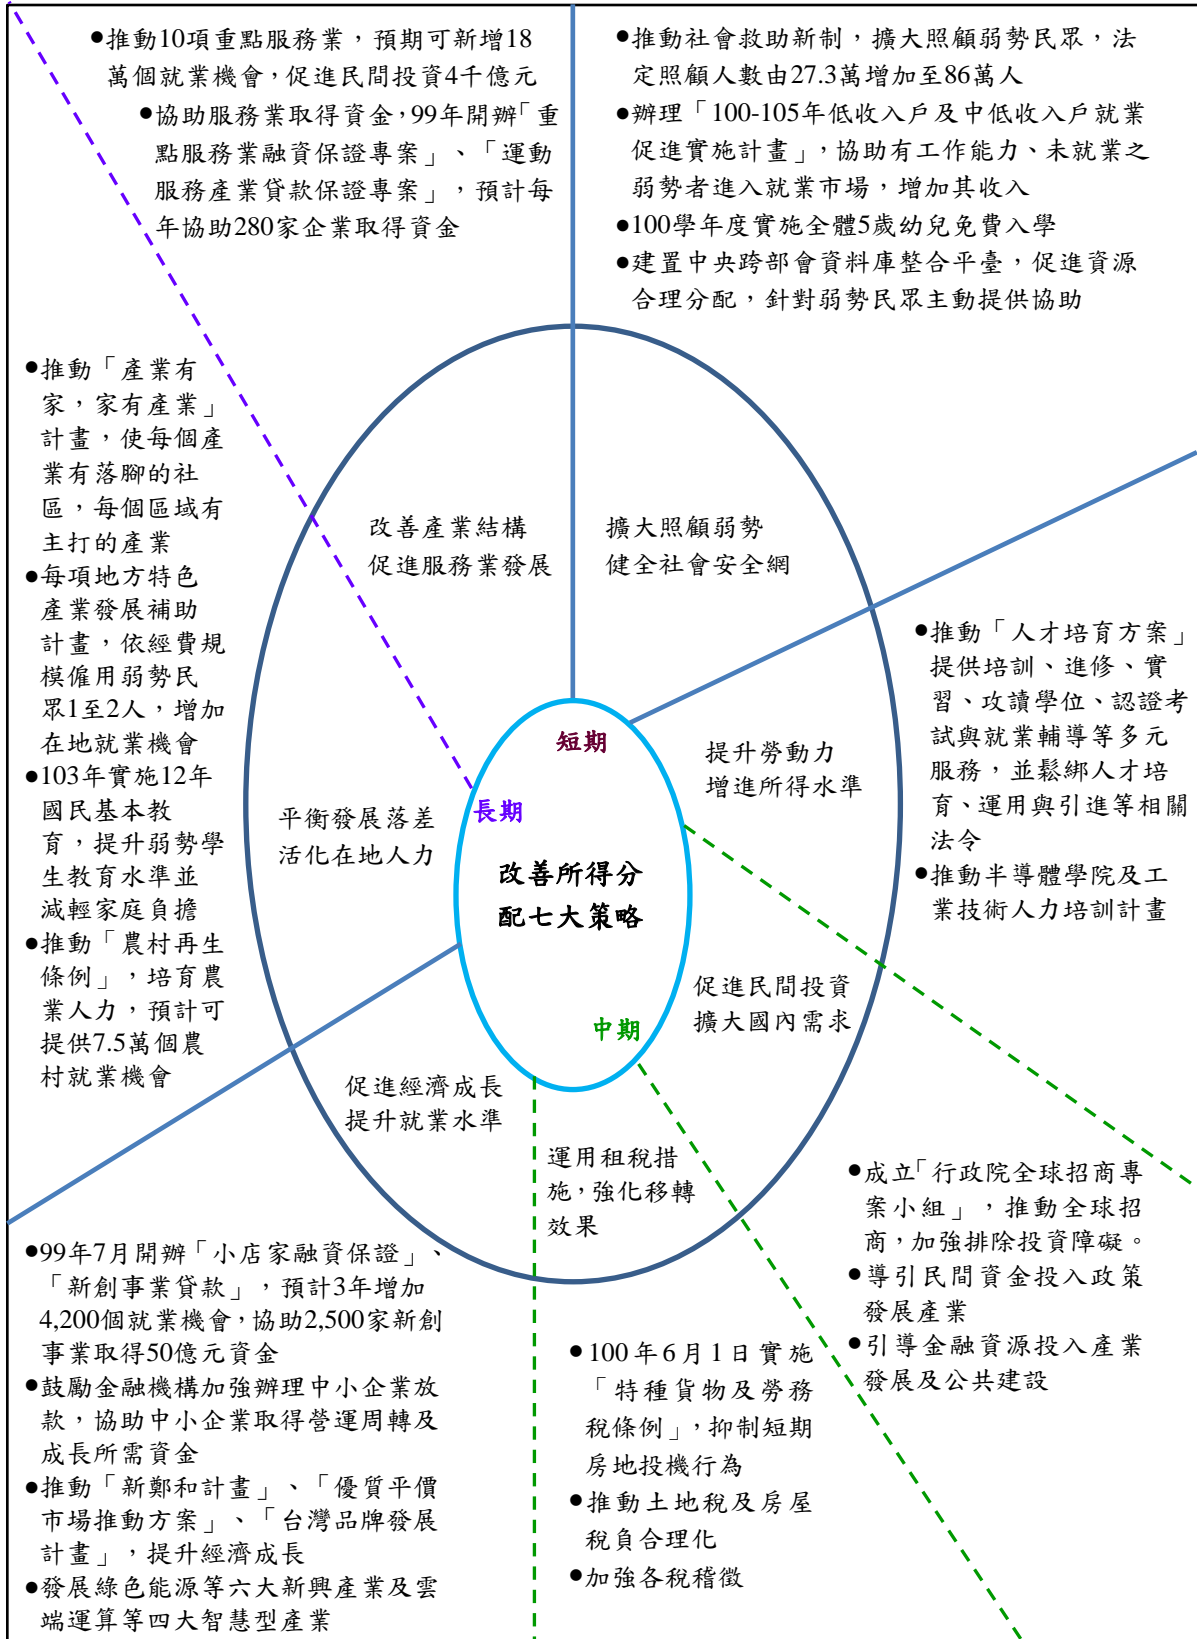 ●推動10項重點服務業，預期可新增18
萬個就業機會，促進民間投資4千億元
●協助服務業取得資金，99年開辦「重
點服務業融資保證專案」、「運動
服務產業貸款保證專案」，預計每
年協助280家企業取得資金
●推動社會救助新制，擴大照顧弱勢民眾，法
定照顧人數由27.3萬增加至86萬人
●辦理「100-105年低收入戶及中低收入戶就業
促進實施計畫」，協助有工作能力、未就業之
弱勢者進入就業市場，增加其收入
●100學年度實施全體5歲幼兒免費入學
●建置中央跨部會資料庫整合平臺，促進資源
合理分配，針對弱勢民眾主動提供協助
●推動「產業有
家，家有產業」
計畫，使每個產
業有落腳的社
區，每個區域有
主打的產業
●每項地方特色
產業發展補助
計畫，依經費規
模僱用弱勢民
眾1至2人，增加
在地就業機會
●103年實施12年
國民基本教
育，提升弱勢學
生教育水準並
減輕家庭負擔
●推動「農村再生
條例」，培育農
業人力，預計可
提供7.5萬個農
村就業機會
改善產業結構
促進服務業發展
擴大照顧弱勢
健全社會安全網
●推動「人才培育方案」
提供培訓、進修、實
習、攻讀學位、認證考
試與就業輔導等多元
服務，並鬆綁人才培
育、運用與引進等相關
法令
●推動半導體學院及工
業技術人力培訓計畫
短期
提升勞動力
增進所得水準
長期
平衡發展落差
活化在地人力
改善所得分
配七大策略
促進民間投資
擴大國內需求
中期
促進經濟成長
提升就業水準
運用租稅措
施，強化移轉
效果
●成立「行政院全球招商專
案小組」，推動全球招
商，加強排除投資障礙。
●導引民間資金投入政策
發展產業
●引導金融資源投入產業
發展及公共建設
●99年7月開辦「小店家融資保證」、
「新創事業貸款」，預計3年增加
4,200個就業機會，協助2,500家新創
事業取得50億元資金
●鼓勵金融機構加強辦理中小企業放
款，協助中小企業取得營運周轉及
成長所需資金
●推動「新鄭和計畫」、「優質平價
市場推動方案」、「台灣品牌發展
計畫」，提升經濟成長
●發展綠色能源等六大新興產業及雲
端運算等四大智慧型產業
●100年6月1日實施
「特種貨物及勞務
稅條例」，抑制短期
房地投機行為
●推動土地稅及房屋
稅負合理化
●加強各稅稽徵